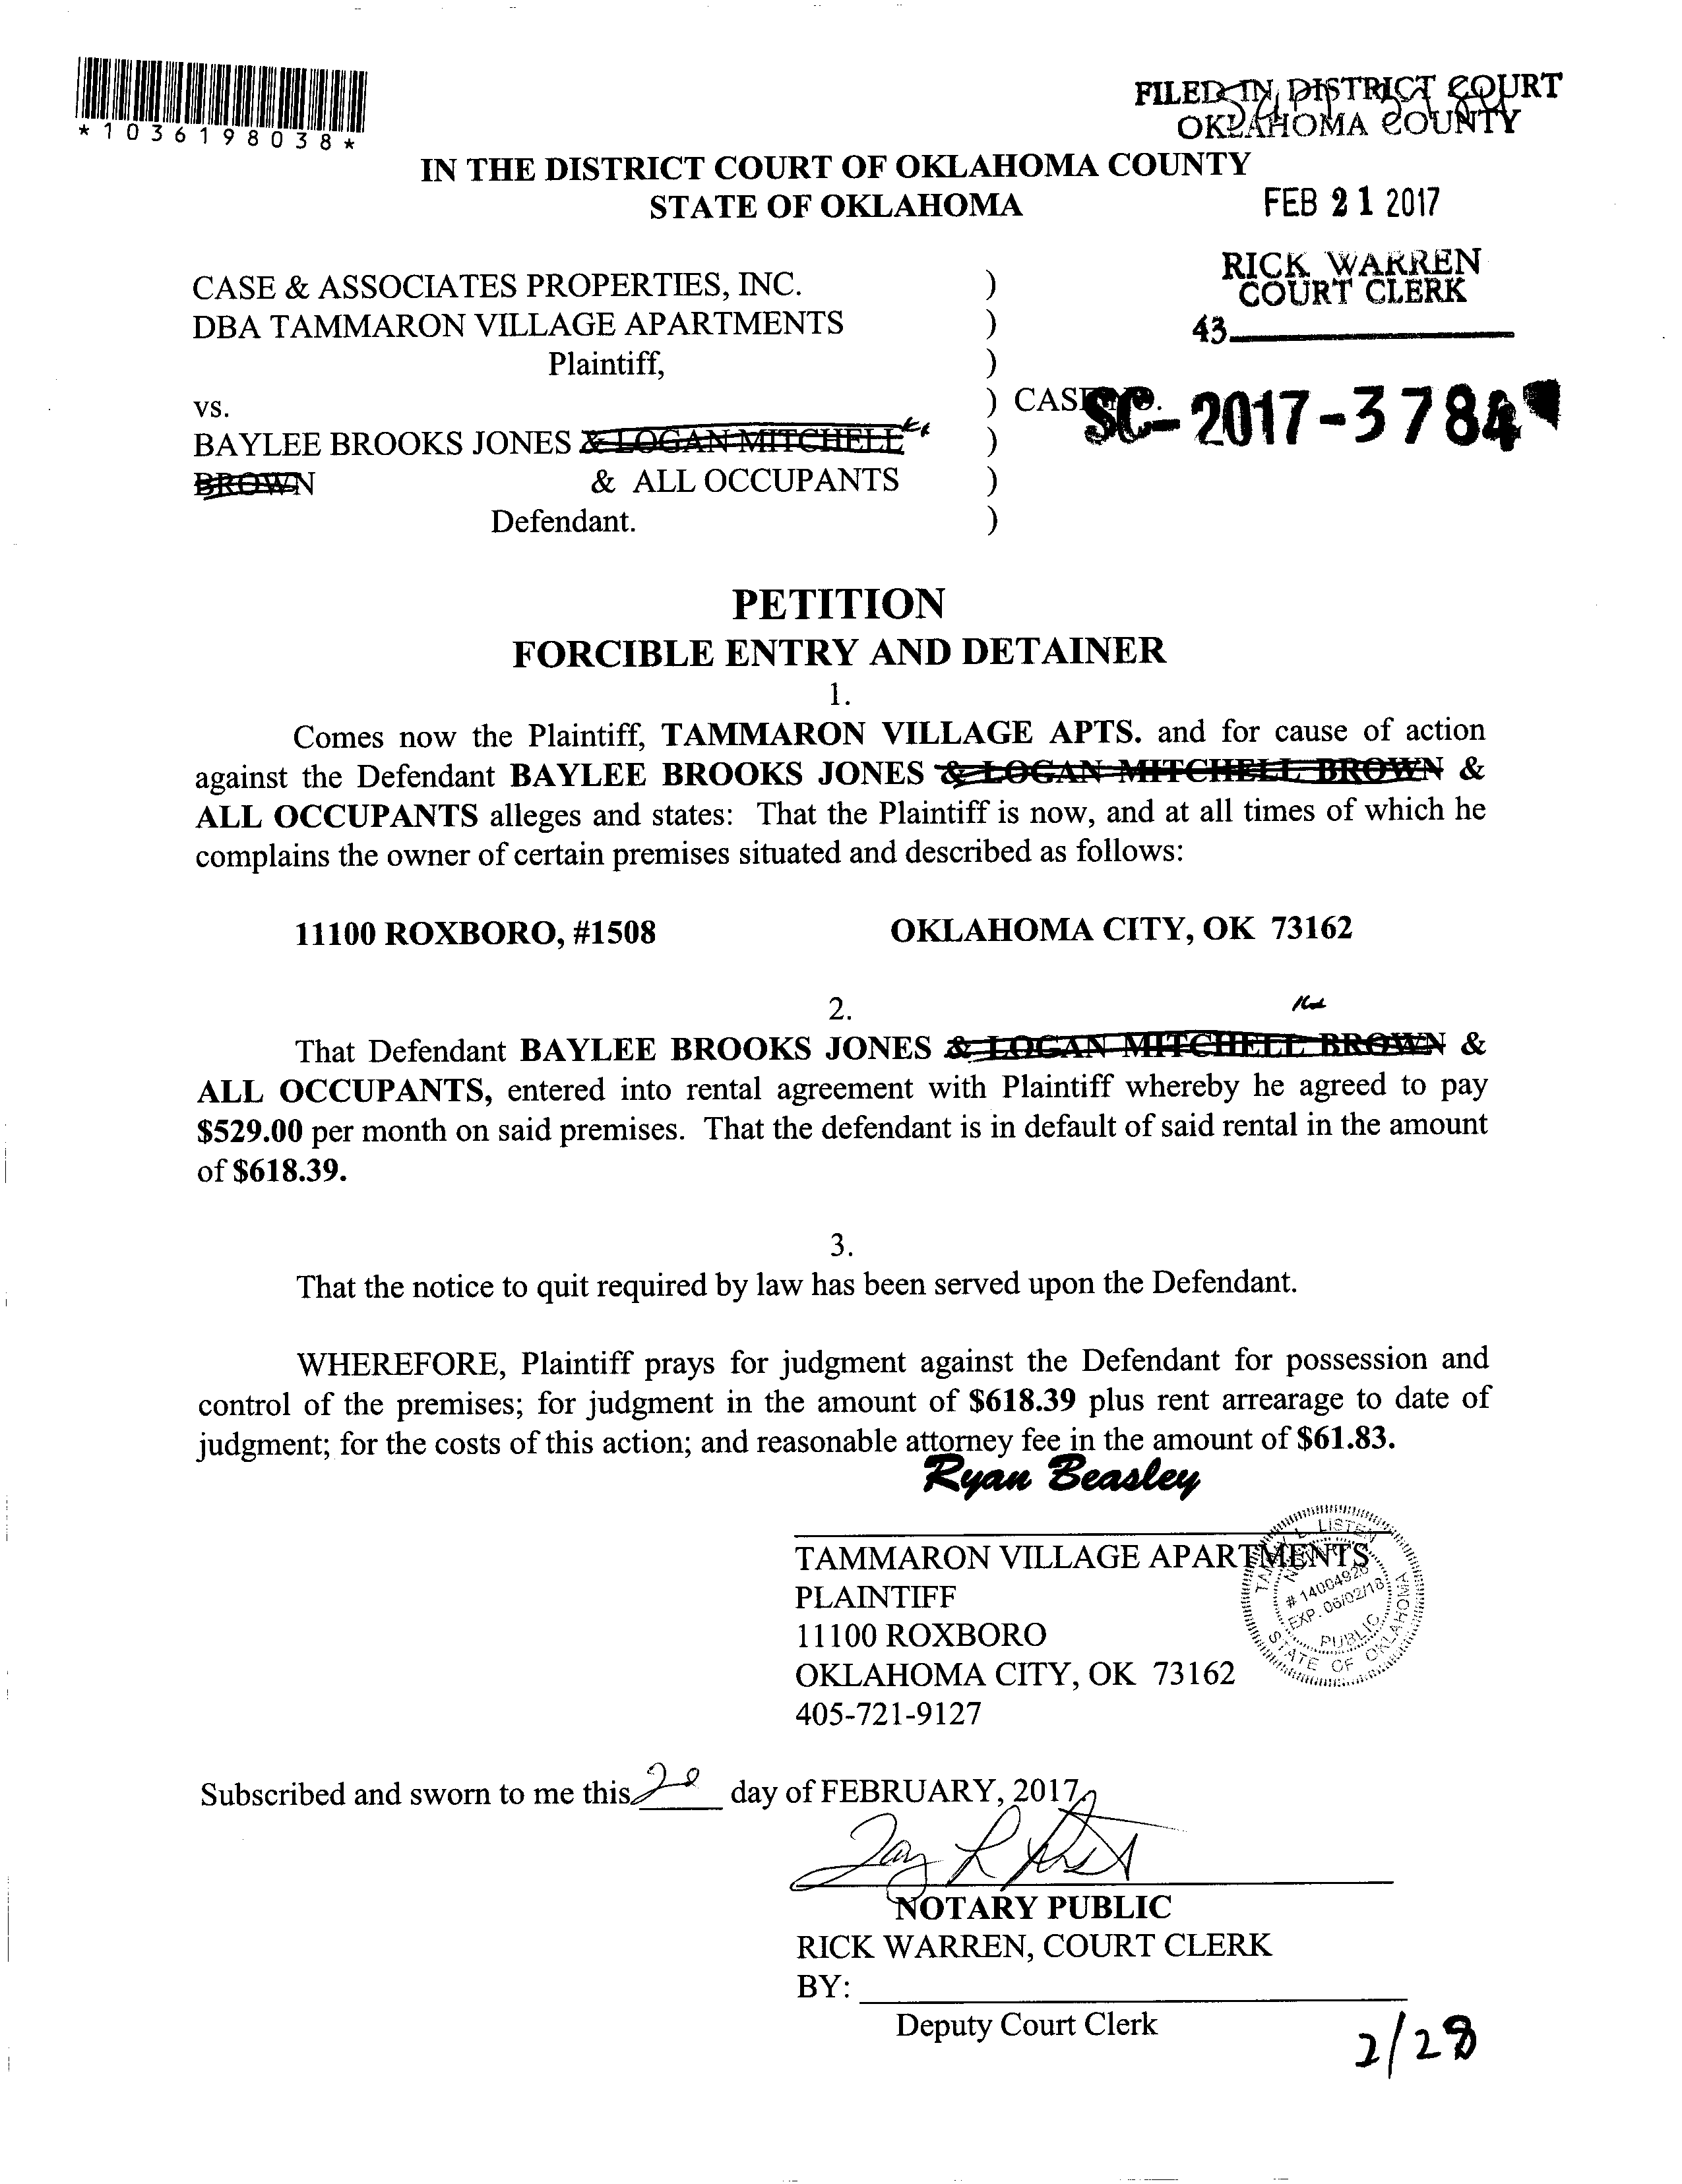 *1036198038*
FILED IN DISTRICT COURT
OKLAHOMA COUNTY
IN THE DISTRICT COURT OF OKLAHOMA COUNTY
STATE OF OKLAHOMA
FEB 21 2017
RICK WARREN
COURT CLERK
43
CASE & ASSOCIATES PROPERTIES, INC. )
DBA TAMMARON VILLAGE APARTMENTS )
Plaintiff, )
vs. ) CASE NO. SC-2017-3784
BAYLEE BROOKS JONES & LOGAN MITCHELL )
BROWN & ALL OCCUPANTS )
Defendant. )
PETITION
FORCIBLE ENTRY AND DETAINER
1.
Comes now the Plaintiff, TAMMARON VILLAGE APTS. and for cause of action
against the Defendant BAYLEE BROOKS JONES & LOGAN MITCHELL BROWN &
ALL OCCUPANTS alleges and states: That the Plaintiff is now, and at all times of which he
complains the owner of certain premises situated and described as follows:
11100 ROXBORO, #1508 OKLAHOMA CITY, OK 73162
2.
That Defendant BAYLEE BROOKS JONES & LOGAN MITCHELL BROWN &
ALL OCCUPANTS, entered into rental agreement with Plaintiff whereby he agreed to pay
$529.00 per month on said premises. That the defendant is in default of said rental in the amount
of $618.39.
3.
That the notice to quit required by law has been served upon the Defendant.
WHEREFORE, Plaintiff prays for judgment against the Defendant for possession and
control of the premises; for judgment in the amount of $618.39 plus rent arrearage to date of
judgment; for the costs of this action; and reasonable attorney fee in the amount of $61.83.
Ryan Beasley
TAMMARON VILLAGE APARTMENTS
PLAINTIFF
11100 ROXBORO
OKLAHOMA CITY, OK 73162
405-721-9127
L. LISTEN
NOTARY
# 14004926
EXP. 06/02/18
PUBLIC
STATE OF OKLAHOMA
Subscribed and sworn to me this 20 day of FEBRUARY, 2017
NOTARY PUBLIC
RICK WARREN, COURT CLERK
BY:
Deputy Court Clerk
2/28